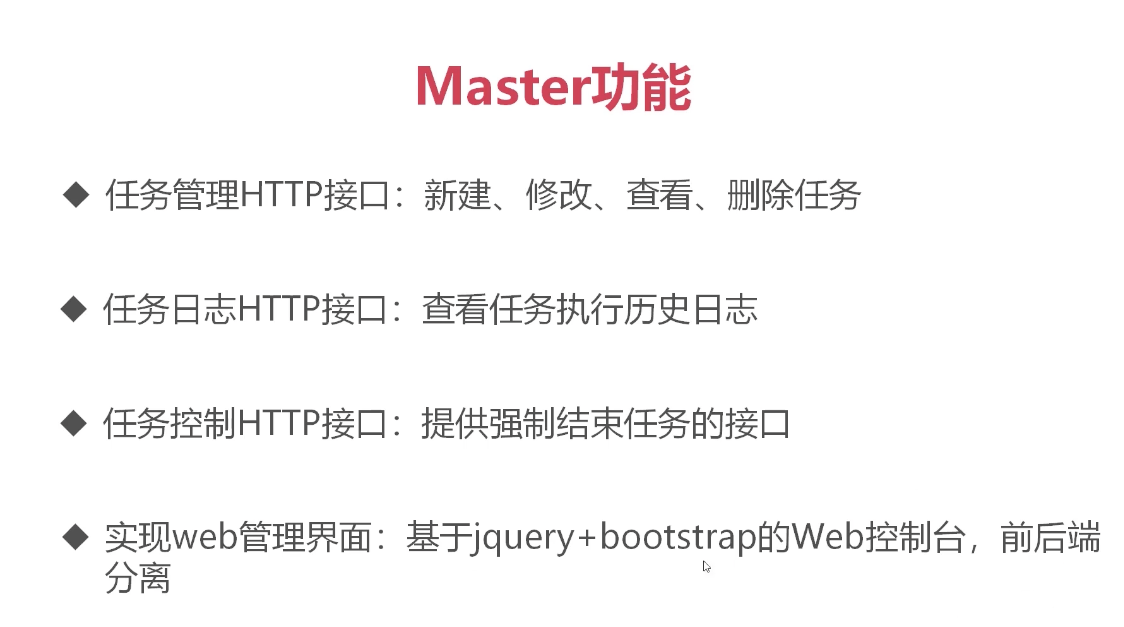 Master功能
◆ 任务管理HTTP接口：新建、修改、查看、删除任务
◆ 任务日志HTTP接口：查看任务执行历史日志
◆ 任务控制HTTP接口：提供强制结束任务的接口
◆ 实现web管理界面：基于jquery+bootstrap的Web控制台，前后端
分离